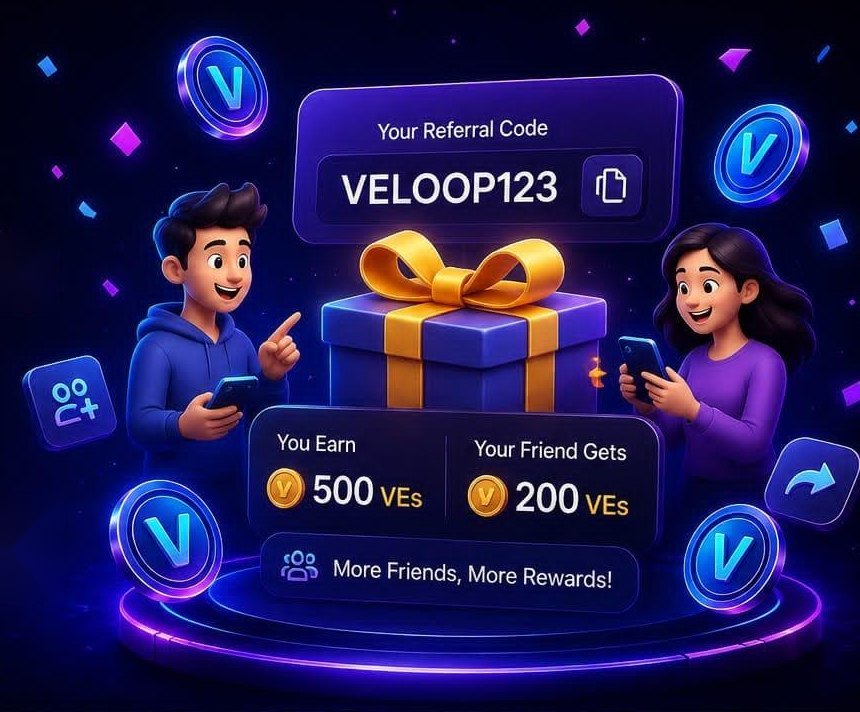 Your Referral Code
VELOOP123
You Earn
500 VEs
Your Friend Gets
200 VEs
More Friends, More Rewards!
V
V
V
V
V
V